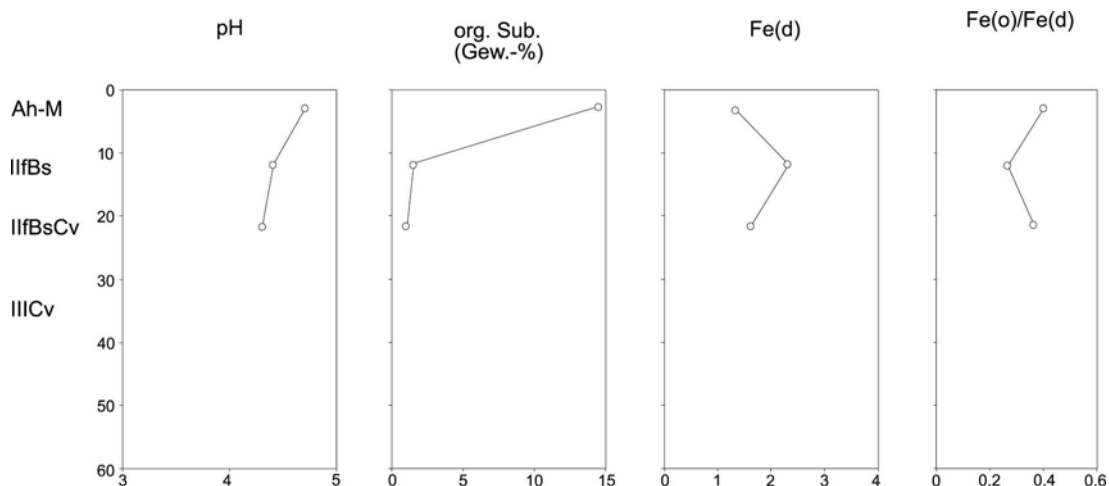 pH
org. Sub.
(Gew.-%)
Fe(d)
Fe(o)/Fe(d)
Ah-M
IIfBs
IIfBsCv
IIICv
0
10
20
30
40
50
60
3 4 5
0 5 10 15
0 1 2 3 4
0 0.2 0.4 0.6